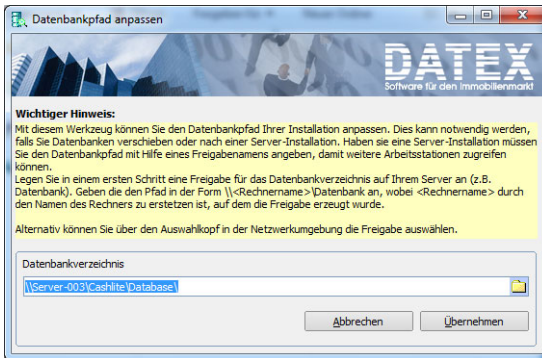 Datenbankpfad anpassen
DATEX
Software für den Immobilienmarkt
Wichtiger Hinweis:
Mit diesem Werkzeug können Sie den Datenbankpfad Ihrer Installation anpassen. Dies kann notwendig werden,
falls Sie Datenbanken verschieben oder nach einer Server-Installation. Haben sie eine Server-Installation müssen
Sie den Datenbankpfad mit Hilfe eines Freigabenamens angeben, damit weitere Arbeitsstationen zugreifen
können.
Legen Sie in einem ersten Schritt eine Freigabe für das Datenbankverzeichnis auf Ihrem Server an (z.B.
Datenbank). Geben die den Pfad in der Form \\<Rechnername>\Datenbank an, wobei <Rechnername> durch
den Namen des Rechners zu erstetzen ist, auf dem die Freigabe erzeugt wurde.
Alternativ können Sie über den Auswahlkopf in der Netzwerkumgebung die Freigabe auswählen.
Datenbankverzeichnis
\\Server-003\Cashlite\Database\
Abbrechen
Übernehmen